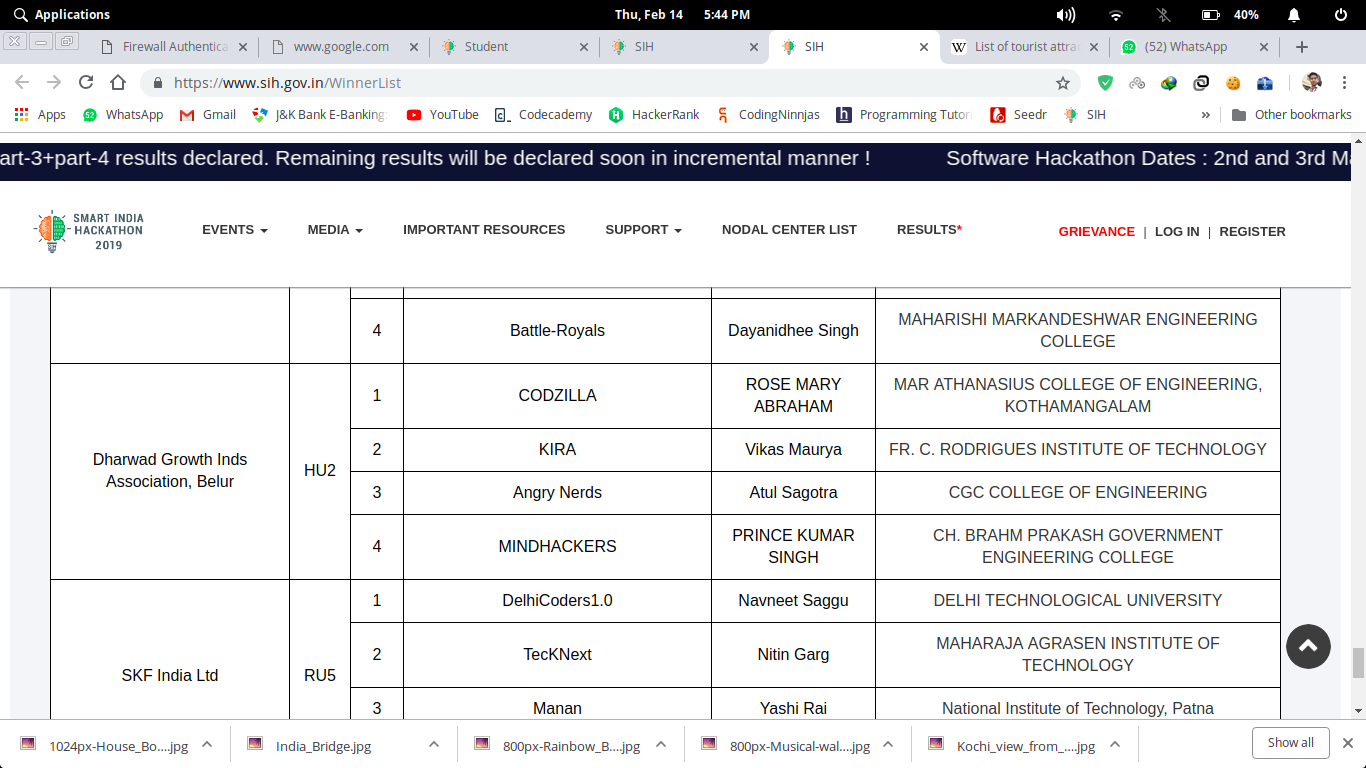 Applications
Thu, Feb 14 5:44 PM
40%
Firewall Authentica
www.google.com
Student
SIH
SIH
List of tourist attra
(52) WhatsApp
https://www.sih.gov.in/WinnerList
Apps
52
WhatsApp
Gmail
J&K Bank E-Banking
YouTube
Codecademy
HackerRank
CodingNinnjas
Programming Tutor
Seedr
SIH
»
Other bookmarks
art-3+part-4 results declared. Remaining results will be declared soon in incremental manner ! Software Hackathon Dates : 2nd and 3rd Ma
SMART INDIA
HACKATHON
2019
EVENTS MEDIA IMPORTANT RESOURCES SUPPORT NODAL CENTER LIST RESULTS*
GRIEVANCE | LOG IN | REGISTER
4 Battle-Royals Dayanidhee Singh
MAHARISHI MARKANDESHWAR ENGINEERING
COLLEGE
Dharwad Growth Inds
Association, Belur
HU2
1 CODZILLA
ROSE MARY
ABRAHAM
MAR ATHANASIUS COLLEGE OF ENGINEERING,
KOTHAMANGALAM
2 KIRA Vikas Maurya FR. C. RODRIGUES INSTITUTE OF TECHNOLOGY
3 Angry Nerds Atul Sagotra CGC COLLEGE OF ENGINEERING
4 MINDHACKERS
PRINCE KUMAR
SINGH
CH. BRAHM PRAKASH GOVERNMENT
ENGINEERING COLLEGE
SKF India Ltd
RU5
1 DelhiCoders1.0 Navneet Saggu DELHI TECHNOLOGICAL UNIVERSITY
2 TecKNext Nitin Garg
MAHARAJA AGRASEN INSTITUTE OF
TECHNOLOGY
3 Manan Yashi Rai National Institute of Technology, Patna
1024px-House_Bo....jpg
India_Bridge.jpg
800px-Rainbow_B....jpg
800px-Musical-wal....jpg
Kochi_view_from_....jpg
Show all